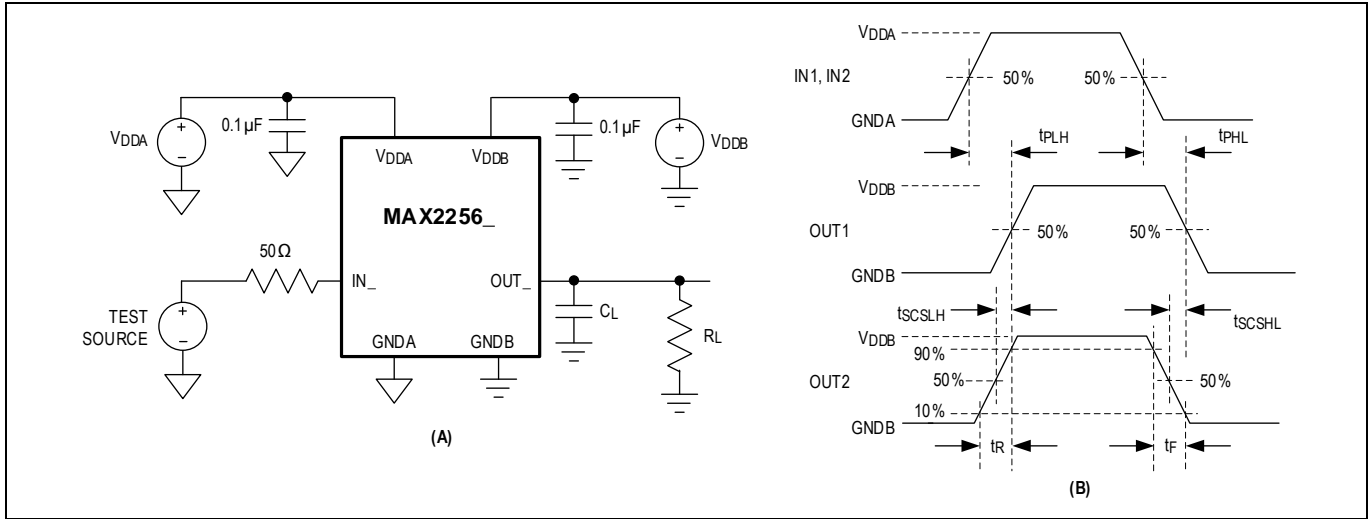 VDDA
0.1µF
0.1µF
VDDB
VDDA
VDDB
MAX2256_
50Ω
IN_
OUT_
TEST
SOURCE
CL
RL
GNDA
GNDB
(A)
VDDA
IN1, IN2
50%
50%
GNDA
tPLH
tPHL
VDDB
OUT1
50%
50%
GNDB
tSCSLH
tSCSHL
VDDB
90%
OUT2
50%
50%
10%
GNDB
tR
tF
(B)